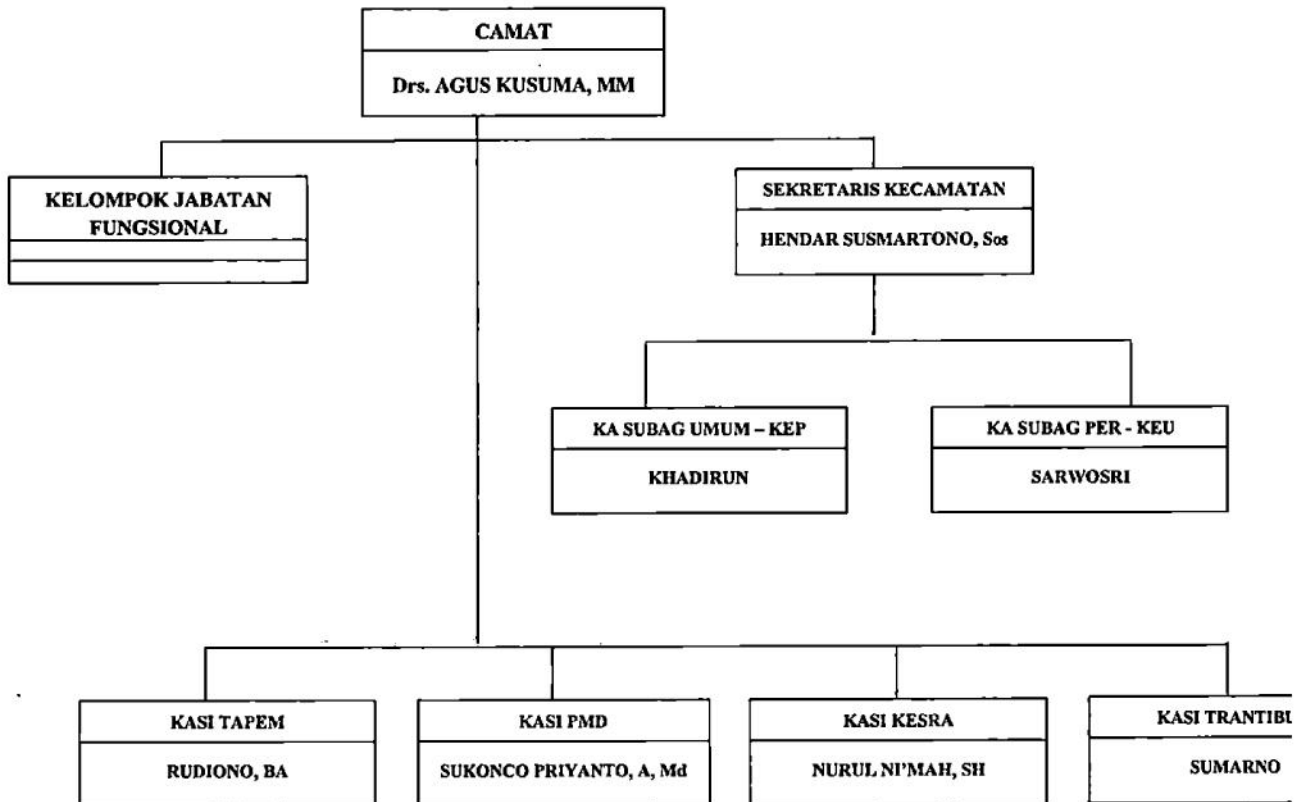 CAMAT
Drs. AGUS KUSUMA, MM
KELOMPOK JABATAN
FUNGSIONAL
SEKRETARIS KECAMATAN
HENDAR SUSMARTONO, Sos
KA SUBAG UMUM – KEP
KHADIRUN
KA SUBAG PER - KEU
SARWOSRI
KASI TAPEM
RUDIONO, BA
KASI PMD
SUKONCO PRIYANTO, A, Md
KASI KESRA
NURUL NI'MAH, SH
KASI TRANTIBU
SUMARNO